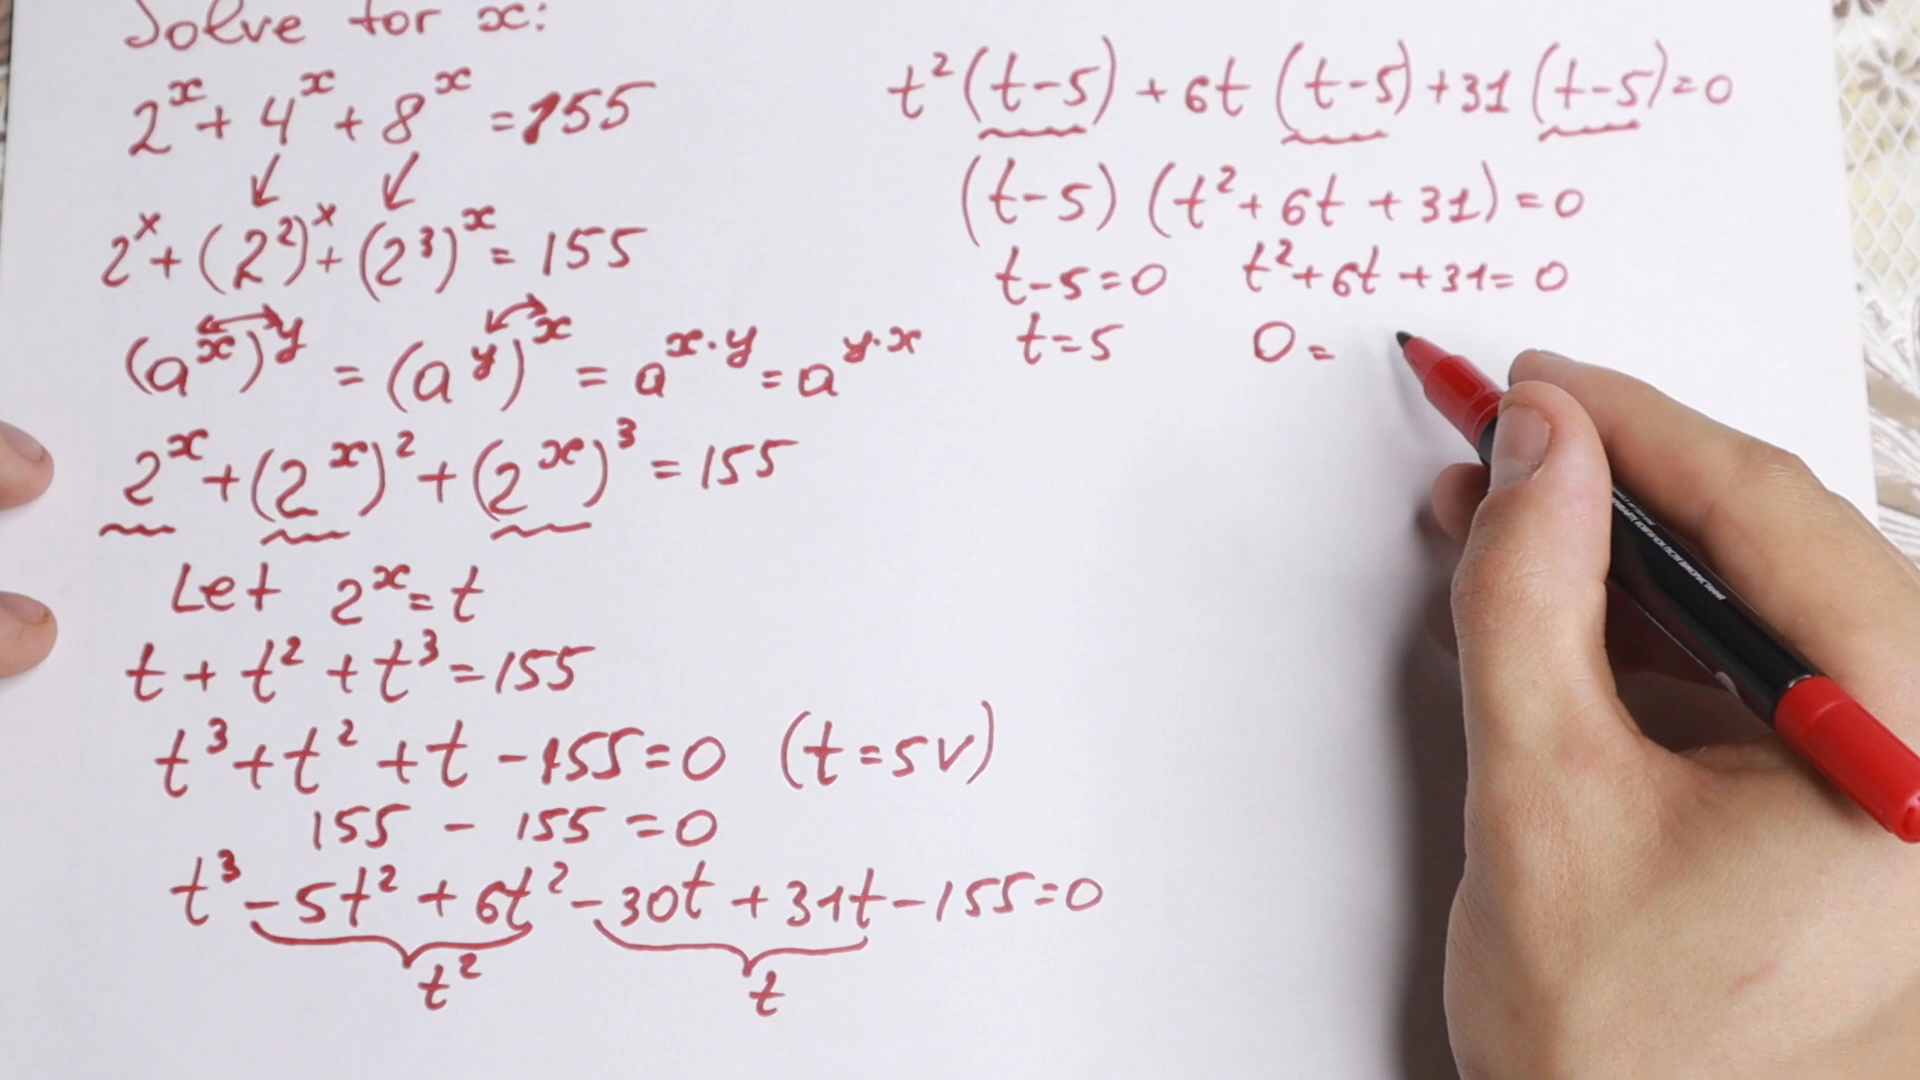 Solve for x:
2^x + 4^x + 8^x = 155
2^x + (2^2)^x + (2^3)^x = 155
(a^x)^y = (a^y)^x = a^{x·y} = a^{y·x}
2^x + (2^x)^2 + (2^x)^3 = 155
Let 2^x = t
t + t^2 + t^3 = 155
t^3 + t^2 + t - 155 = 0 (t = 5 v)
155 - 155 = 0
t^3 - 5t^2 + 6t^2 - 30t + 31t - 155 = 0
t^2 t
t^2 (t-5) + 6t (t-5) + 31 (t-5) = 0
(t-5) (t^2 + 6t + 31) = 0
t-5 = 0 t^2 + 6t + 31 = 0
t = 5 D =